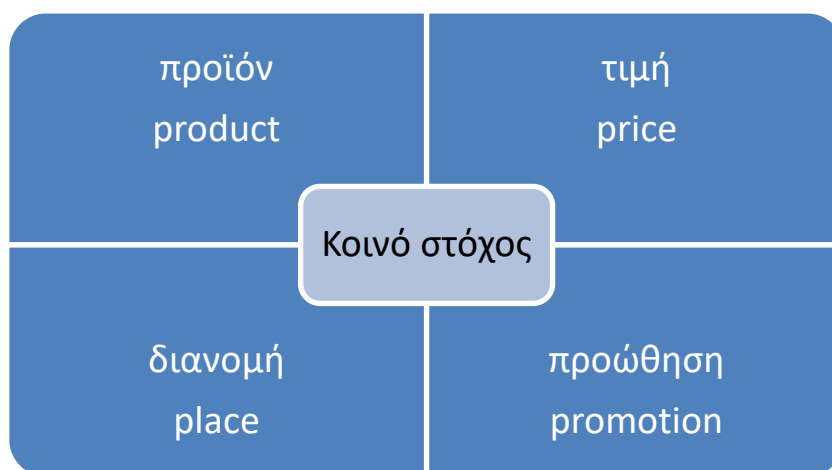 προϊόν
product
τιμή
price
Κοινό στόχος
διανομή
place
προώθηση
promotion